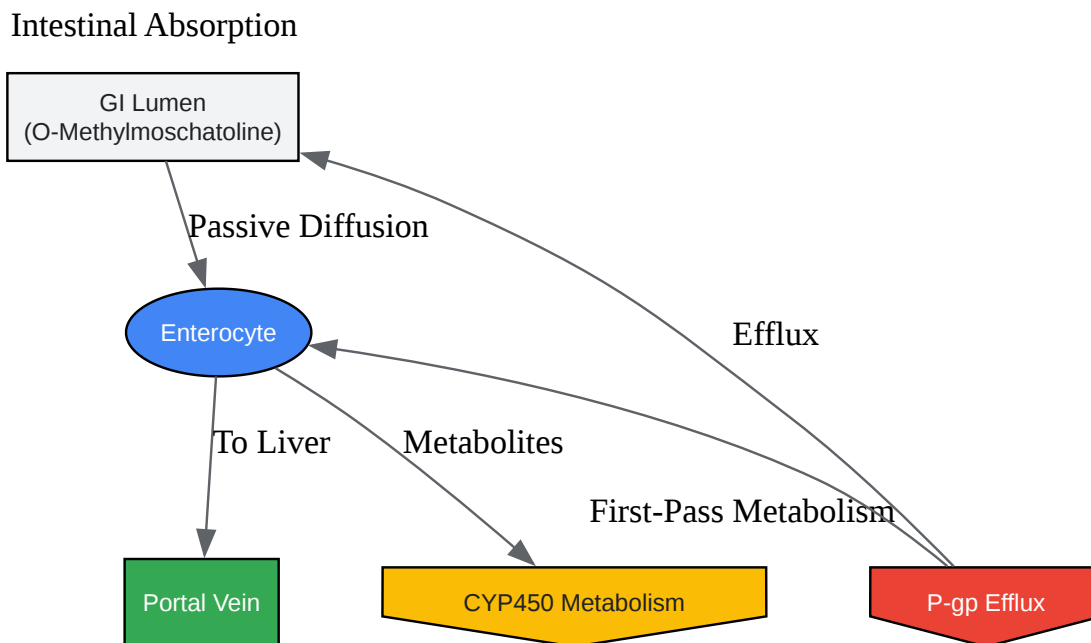 Intestinal Absorption
GI Lumen
(O-Methylmoschatoline)
Passive Diffusion
Enterocyte
Efflux
To Liver
Metabolites
First-Pass Metabolism
Portal Vein
CYP450 Metabolism
P-gp Efflux